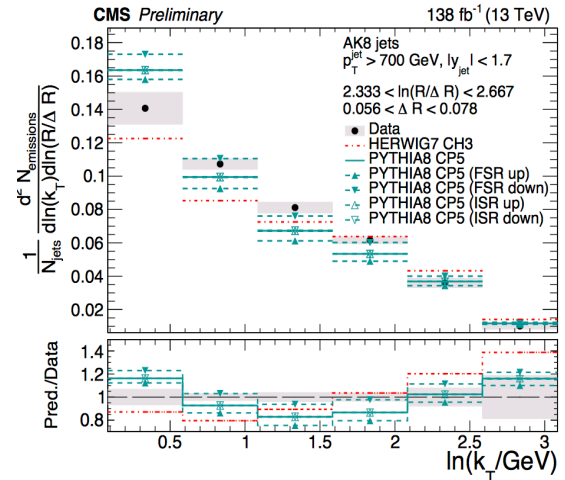 CMS Preliminary 138 fb⁻¹ (13 TeV)
AK8 jets
p_T^jet > 700 GeV, |y_jet| < 1.7
2.333 < ln(R/Δ R) < 2.667
0.056 < Δ R < 0.078
Data
HERWIG7 CH3
PYTHIA8 CP5
PYTHIA8 CP5 (FSR up)
PYTHIA8 CP5 (FSR down)
PYTHIA8 CP5 (ISR up)
PYTHIA8 CP5 (ISR down)
1/N_jets d² N_emissions/dln(k_T)dln(R/Δ R)
0.18
0.16
0.14
0.12
0.1
0.08
0.06
0.04
0.02
Pred./Data
1.4
1.2
1
0.8
0.5 1 1.5 2 2.5 3
ln(k_T/GeV)